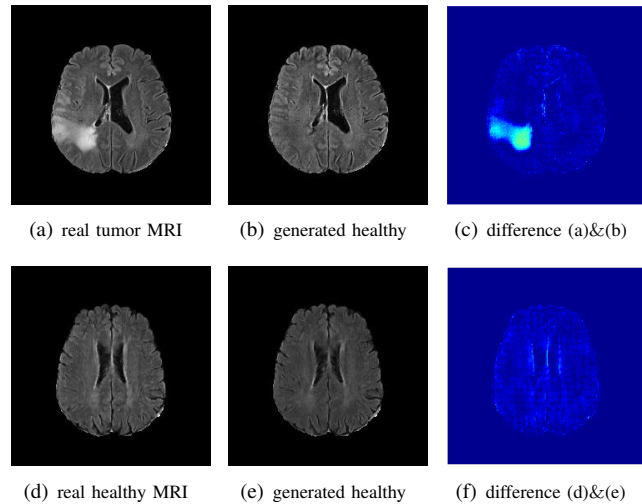 (a) real tumor MRI
(b) generated healthy
(c) difference (a)&(b)
(d) real healthy MRI
(e) generated healthy
(f) difference (d)&(e)